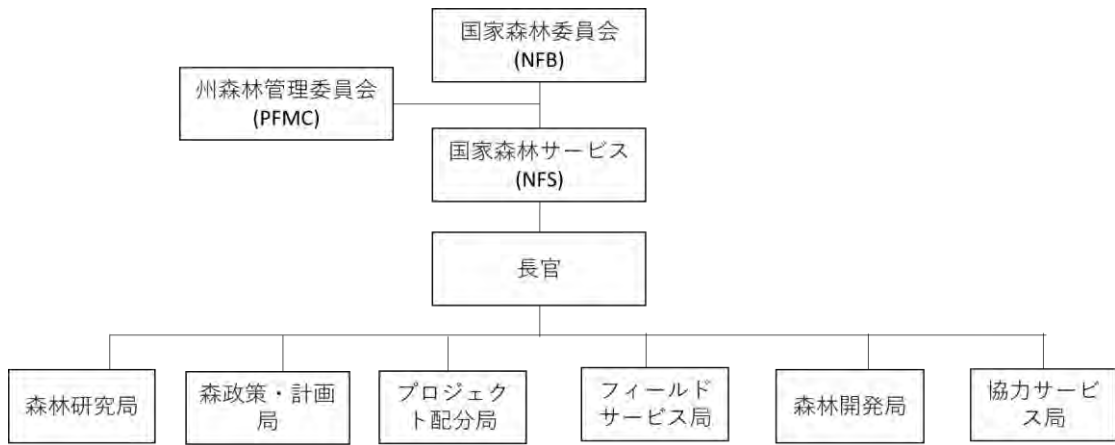 国家森林委員会
(NFB)
州森林管理委員会
(PFMC)
国家森林サービス
(NFS)
長官
森林研究局
森政策・計画
局
プロジェク
ト配分局
フィールド
サービス局
森林開発局
協力サービ
ス局